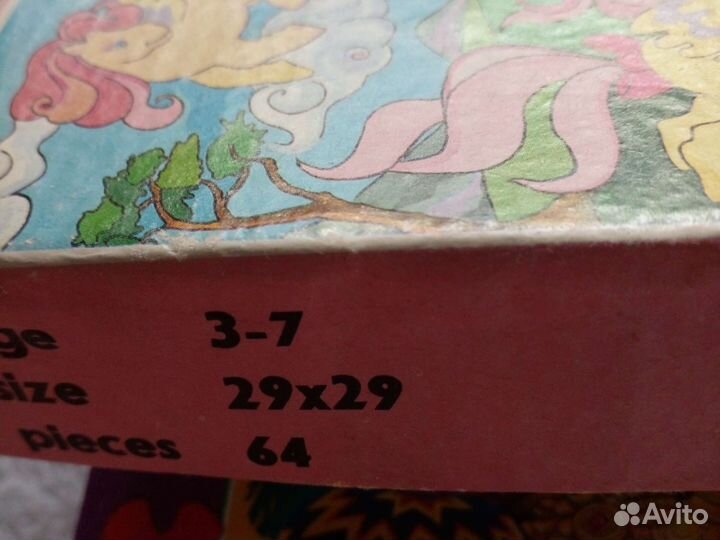 ge 3-7
size 29x29
pieces 64
Avito